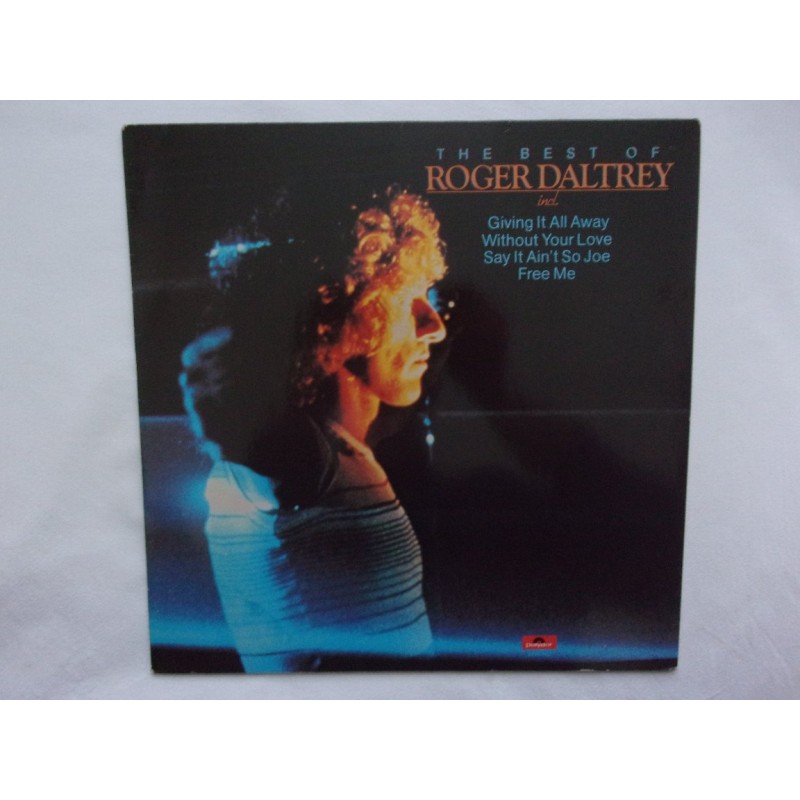 THE BEST OF
ROGER DALTREY
incl.
Giving It All Away
Without Your Love
Say It Ain't So Joe
Free Me
Polydor